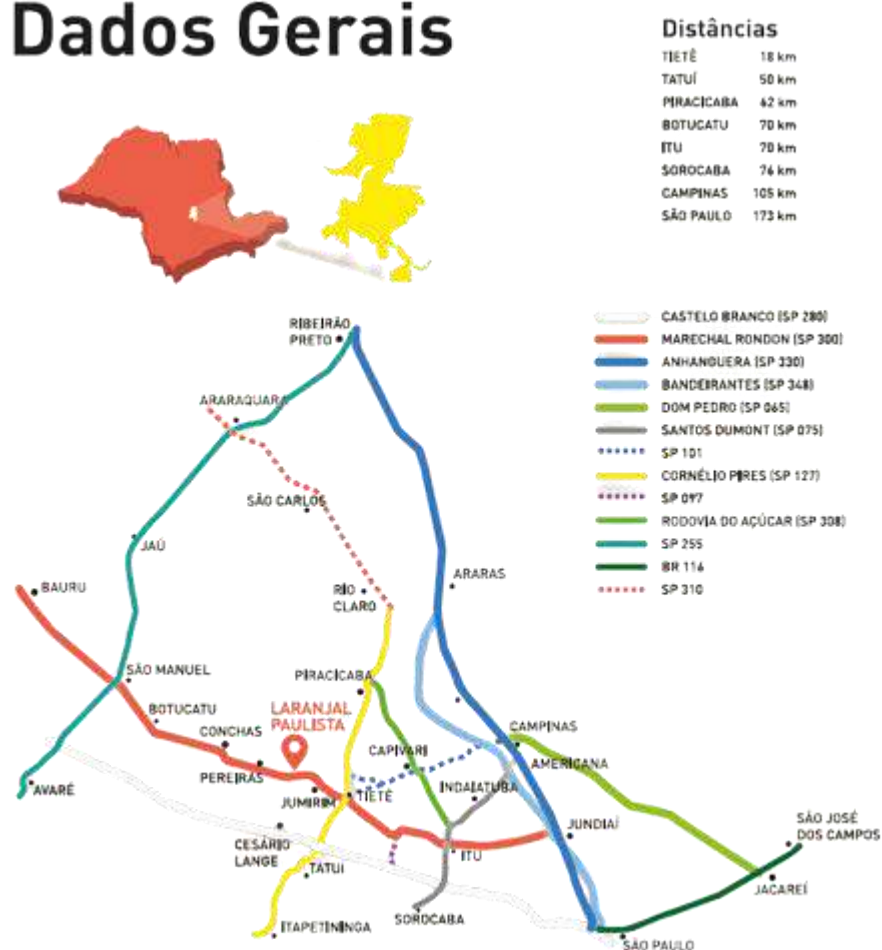 Dados Gerais
Distâncias
TIETÊ 18 km
TATUÍ 50 km
PIRACICABA 62 km
BOTUCATU 70 km
ITU 70 km
SOROCABA 76 km
CAMPINAS 105 km
SÃO PAULO 173 km
CASTELO BRANCO (SP 280)
MARECHAL RONDON (SP 300)
ANHANGUERA (SP 330)
BANDEIRANTES (SP 348)
DOM PEDRO (SP 065)
SANTOS DUMONT (SP 075)
SP 101
CORNÉLIO PIRES (SP 127)
SP 097
RODOVIA DO AÇÚCAR (SP 308)
SP 255
BR 116
SP 310
RIBEIRÃO
PRETO
ARARAQUARA
SÃO CARLOS
JAÚ
BAURU
ARARAS
RIO
CLARO
SÃO MANUEL
PIRACICABA
BOTUCATU
LARANJAL
PAULISTA
CONCHAS
CAMPINAS
CAPIVARI
AMERICANA
PEREIRAS
AVARÉ
JUMIRIM
TIETÊ
INDAIATUBA
JUNDIAÍ
SÃO JOSÉ
DOS CAMPOS
CESÁRIO
LANGE
ITU
TATUI
JACAREÍ
SOROCABA
ITAPETININGA
SÃO PAULO